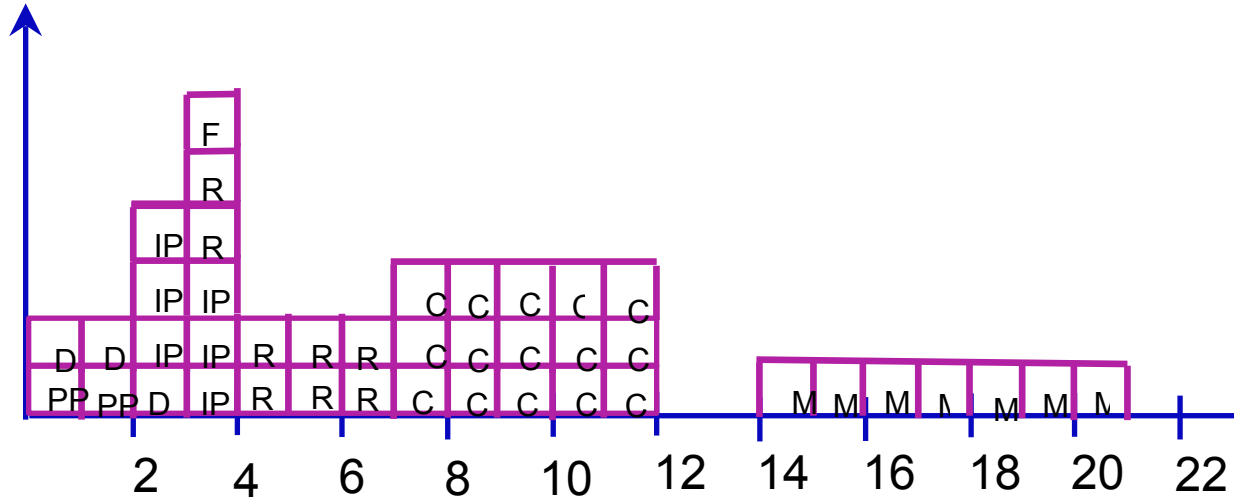 F
R
IP R
IP IP C C C C C
D D IP IP R R R C C C C C
PP PP D IP R R R C C C C C M M M M M M M
2 4 6 8 10 12 14 16 18 20 22